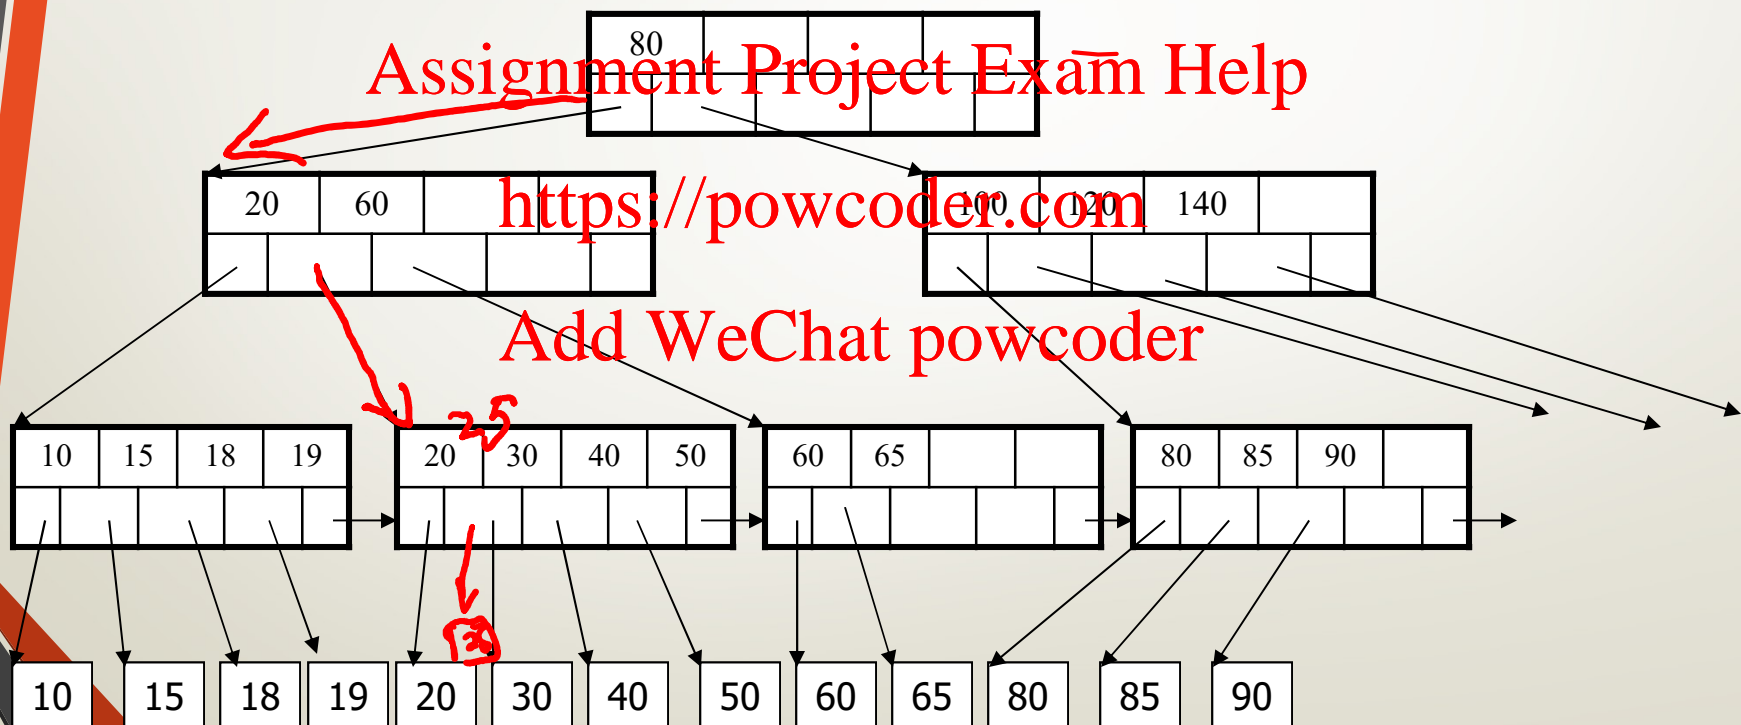 80
Assignment Project Exam Help
20 60 100 120 140
https://powcoder.com
Add WeChat powcoder
25
10 15 18 19 20 30 40 50 60 65 80 85 90
10 15 18 19 20 30 40 50 60 65 80 85 90